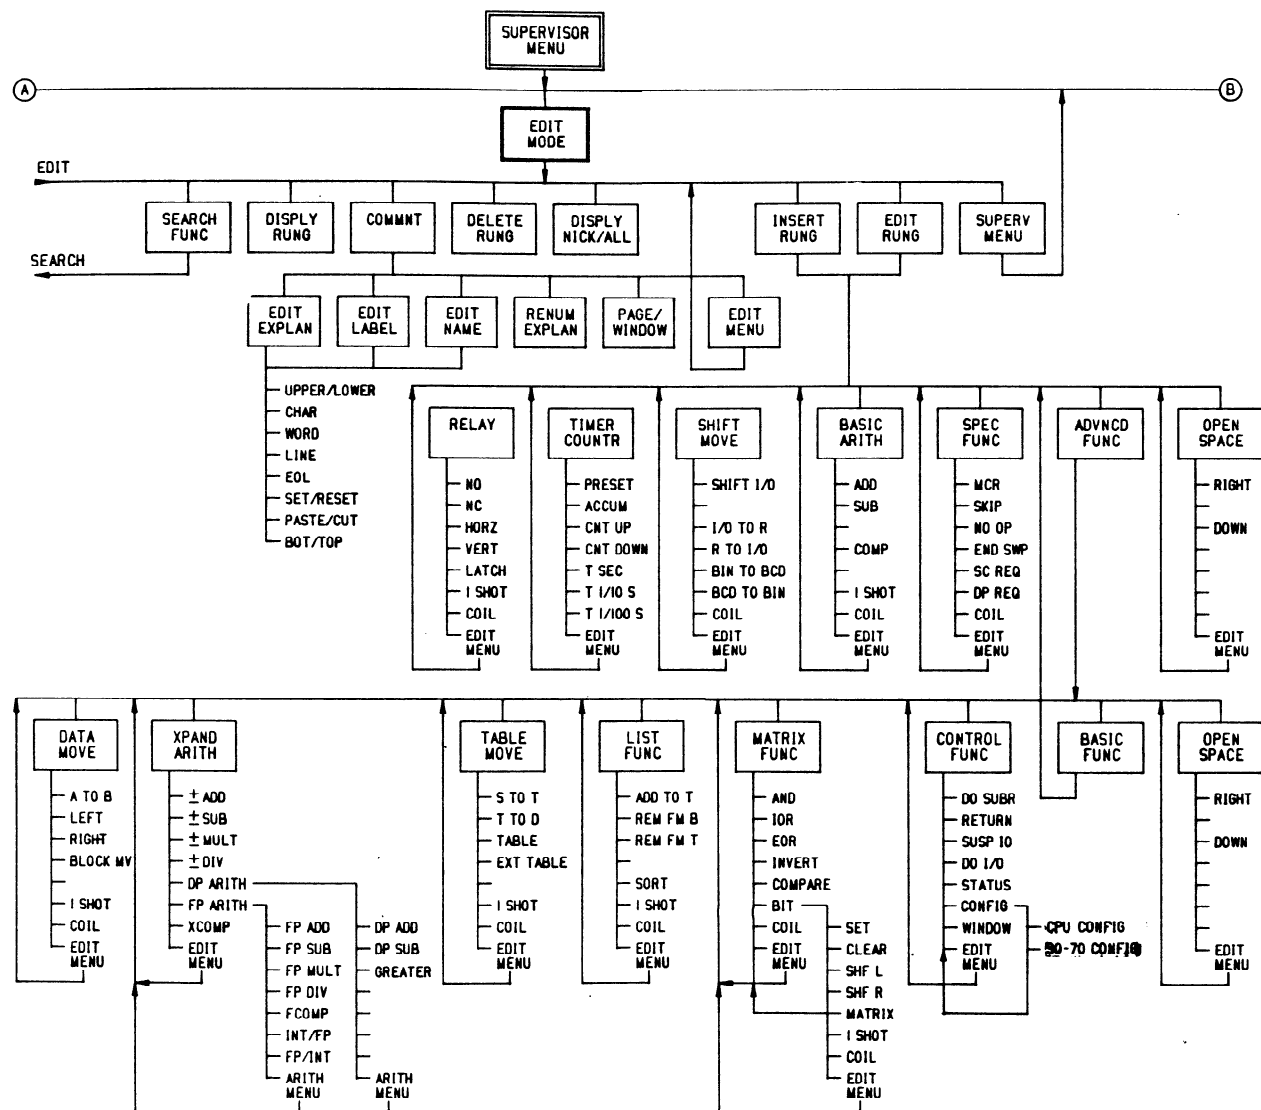 SUPERVISOR
MENU
A
B
EDIT
MODE
EDIT
SEARCH
FUNC
DISPLY
RUNG
COMMNT
DELETE
RUNG
DISPLY
NICK/ALL
INSERT
RUNG
EDIT
RUNG
SUPERV
MENU
SEARCH
EDIT
EXPLAN
EDIT
LABEL
EDIT
NAME
RENUM
EXPLAN
PAGE/
WINDOW
EDIT
MENU
UPPER/LOWER
CHAR
WORD
LINE
EOL
SET/RESET
PASTE/CUT
BOT/TOP
RELAY
NO
NC
HORZ
VERT
LATCH
1 SHOT
COIL
EDIT
MENU
TIMER
COUNTR
PRESET
ACCUM
CNT UP
CNT DOWN
T SEC
T 1/10 S
T 1/100 S
EDIT
MENU
SHIFT
MOVE
SHIFT I/O
I/O TO R
R TO I/O
BIN TO BCD
BCD TO BIN
COIL
EDIT
MENU
BASIC
ARITH
ADD
SUB
COMP
1 SHOT
COIL
EDIT
MENU
SPEC
FUNC
MCR
SKIP
NO OP
END SWP
SC REQ
DP REQ
COIL
EDIT
MENU
ADVNCD
FUNC
OPEN
SPACE
RIGHT
DOWN
EDIT
MENU
DATA
MOVE
A TO B
LEFT
RIGHT
BLOCK MV
1 SHOT
COIL
EDIT
MENU
XPAND
ARITH
± ADD
± SUB
± MULT
± DIV
DP ARITH
FP ARITH
XCOMP
EDIT
MENU
FP ADD
FP SUB
FP MULT
FP DIV
FCOMP
INT/FP
FP/INT
ARITH
MENU
DP ADD
DP SUB
GREATER
ARITH
MENU
TABLE
MOVE
S TO T
T TO D
TABLE
EXT TABLE
1 SHOT
COIL
EDIT
MENU
LIST
FUNC
ADD TO T
REM FM B
REM FM T
SORT
1 SHOT
COIL
EDIT
MENU
MATRIX
FUNC
AND
IOR
EOR
INVERT
COMPARE
BIT
COIL
EDIT
MENU
SET
CLEAR
SHF L
SHF R
MATRIX
1 SHOT
COIL
EDIT
MENU
CONTROL
FUNC
DO SUBR
RETURN
SUSP IO
DO I/O
STATUS
CONFIG
WINDOW
EDIT
MENU
CPU CONFIG
90-70 CONFIG
BASIC
FUNC
OPEN
SPACE
RIGHT
DOWN
EDIT
MENU